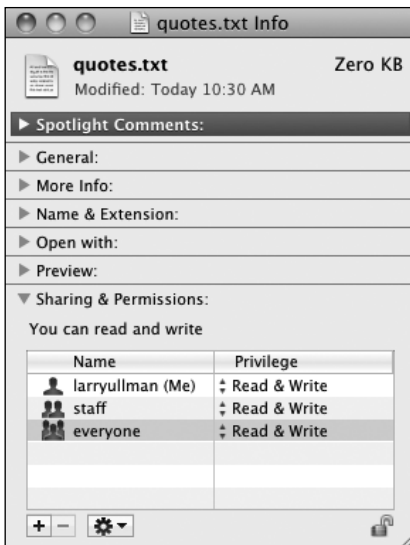 quotes.txt Info
quotes.txt Zero KB
Modified: Today 10:30 AM
Spotlight Comments:
General:
More Info:
Name & Extension:
Open with:
Preview:
Sharing & Permissions:
You can read and write
Name Privilege
larryullman (Me) Read & Write
staff Read & Write
everyone Read & Write